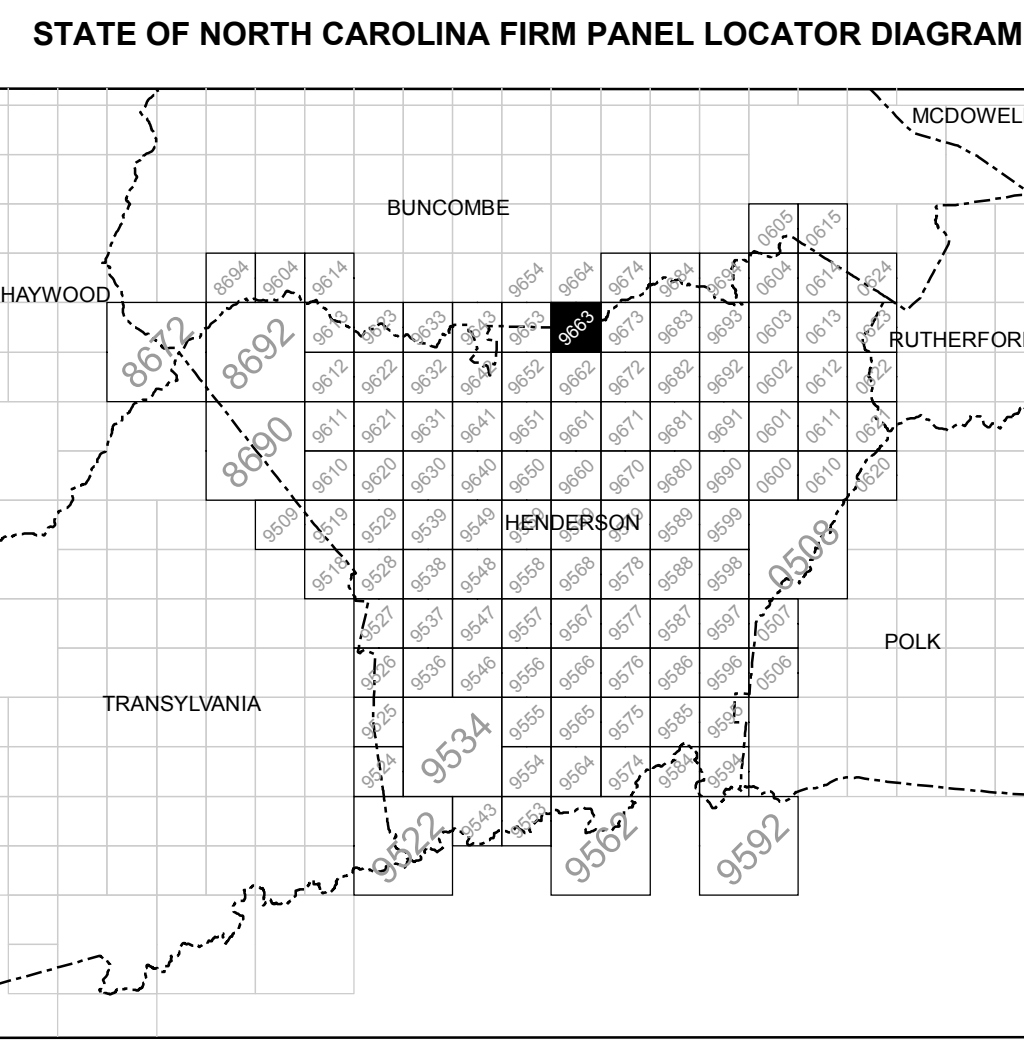 STATE OF NORTH CAROLINA FIRM PANEL LOCATOR DIAGRAM
MCDOWEL
BUNCOMBE
0605 0615
8694 9604 9614 9654 9664 9674 9684 9694 0604 0614 0624
HAYWOOD
8672 8692 9613 9623 9633 9643 9653 9663 9673 9683 9693 0603 0613 0623
RUTHERFOR
9612 9622 9632 9642 9652 9662 9672 9682 9692 0602 0612 0622
8690 9611 9621 9631 9641 9651 9661 9671 9681 9691 0601 0611 0621
9610 9620 9630 9640 9650 9660 9670 9680 9690 0600 0610 0620
9509 9519 9529 9539 9549 9589 9599
HENDERSON
0508
9518 9528 9538 9548 9558 9568 9578 9588 9598
9527 9537 9547 9557 9567 9577 9587 9597 0507
POLK
9526 9536 9546 9556 9566 9576 9586 9596 0506
TRANSYLVANIA
9525 9534 9555 9565 9575 9585 9595
9524 9554 9564 9574 9584 9594
9522 9543 9553 9562 9592